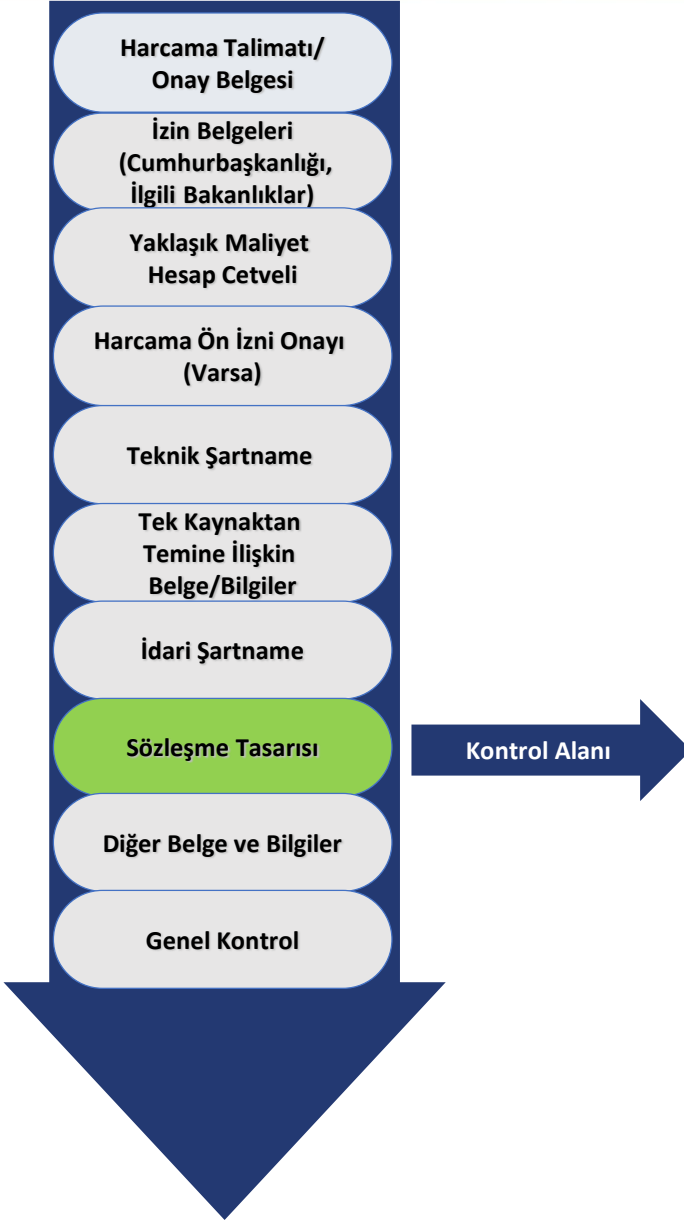 Harcama Talimatı/
Onay Belgesi
İzin Belgeleri
(Cumhurbaşkanlığı,
İlgili Bakanlıklar)
Yaklaşık Maliyet
Hesap Cetveli
Harcama Ön İzni Onayı
(Varsa)
Teknik Şartname
Tek Kaynaktan
Temine İlişkin
Belge/Bilgiler
İdari Şartname
Sözleşme Tasarısı
Kontrol Alanı
Diğer Belge ve Bilgiler
Genel Kontrol